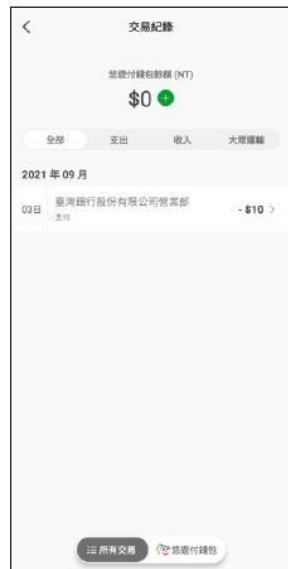 交易紀錄
悠遊付錢包餘額 (NT)
$0
全部 支出 收入 大眾運輸
2021 年 09 月
03日 臺灣銀行股份有限公司營業部 - $10
支付
所有交易 悠遊付錢包